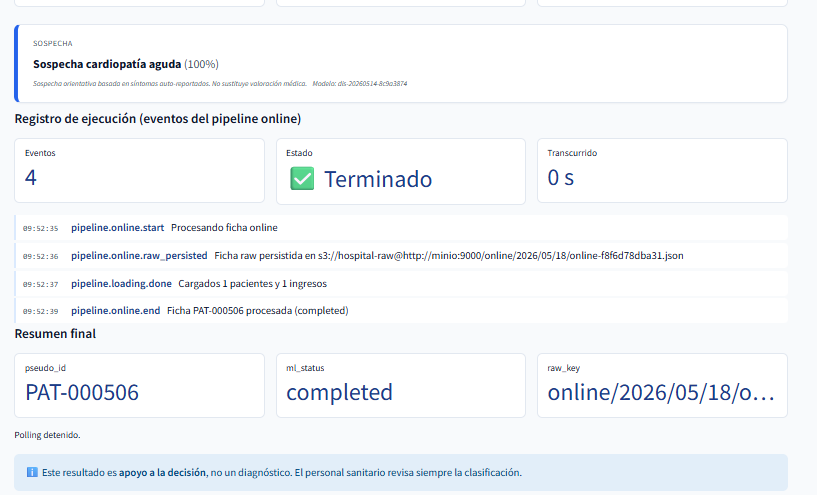 SOSPECHA
Sospecha cardiopatía aguda (100%)
Sospecha orientativa basada en síntomas auto-reportados. No sustituye valoración médica. Modelo: dis-20260514-8c9a3874
Registro de ejecución (eventos del pipeline online)
Eventos
4
Estado
✅ Terminado
Transcurrido
0 s
09:52:35 pipeline.online.start Procesando ficha online
09:52:36 pipeline.online.raw_persisted Ficha raw persistida en s3://hospital-raw@http://minio:9000/online/2026/05/18/online-f8f6d78dba31.json
09:52:37 pipeline.loading.done Cargados 1 pacientes y 1 ingresos
09:52:39 pipeline.online.end Ficha PAT-000506 procesada (completed)
Resumen final
pseudo_id
PAT-000506
ml_status
completed
raw_key
online/2026/05/18/o...
Polling detenido.
ℹ️ Este resultado es apoyo a la decisión, no un diagnóstico. El personal sanitario revisa siempre la clasificación.